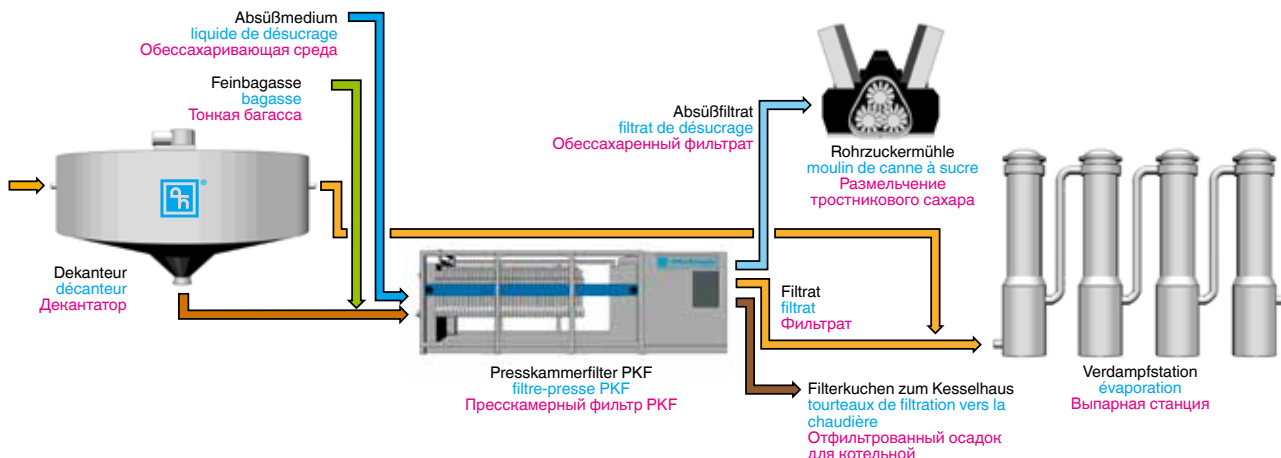 Absüßmedium
liquide de désucrage
Обессахаривающая среда
Feinbagasse
bagasse
Тонкая багасса
Dekanteur
décanteur
Декантатор
Absüßfiltrat
filtrat de désucrage
Обессахаренный фильтрат
Rohrzuckermühle
moulin de canne à sucre
Размельчение
тростникового сахара
Presskammerfilter PKF
filtre-presse PKF
Пресскамерный фильтр PKF
Filtrat
filtrat
Фильтрат
Filterkuchen zum Kesselhaus
tourteaux de filtration vers la
chaudière
Отфильтрованный осадок
для котельной
Verdampfstation
évaporation
Выпарная станция